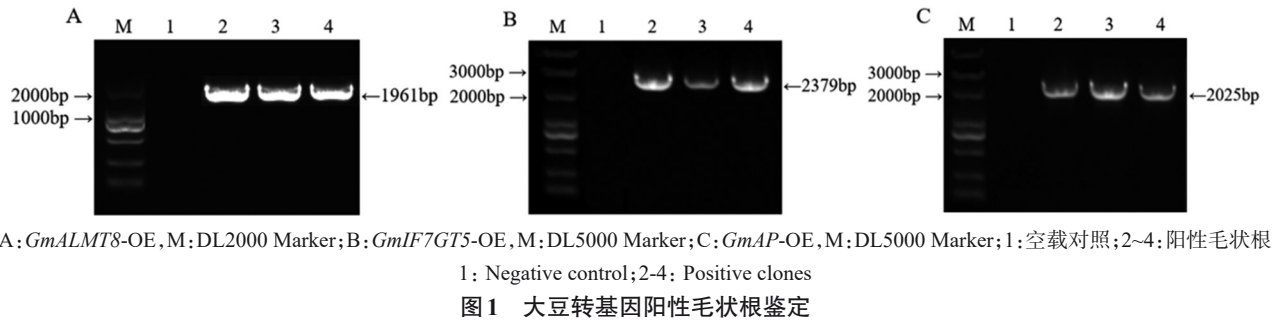 A B C
M 1 2 3 4 M 1 2 3 4 M 1 2 3 4
2000bp→ ←1961bp 3000bp→ ←2379bp 3000bp→ ←2025bp
1000bp→ 2000bp→ 2000bp→
A:GmALMT8-OE,M:DL2000 Marker;B:GmIF7GT5-OE,M:DL5000 Marker;C:GmAP-OE,M:DL5000 Marker;1:空载对照;2~4:阳性毛状根
1: Negative control;2-4: Positive clones
图1 大豆转基因阳性毛状根鉴定